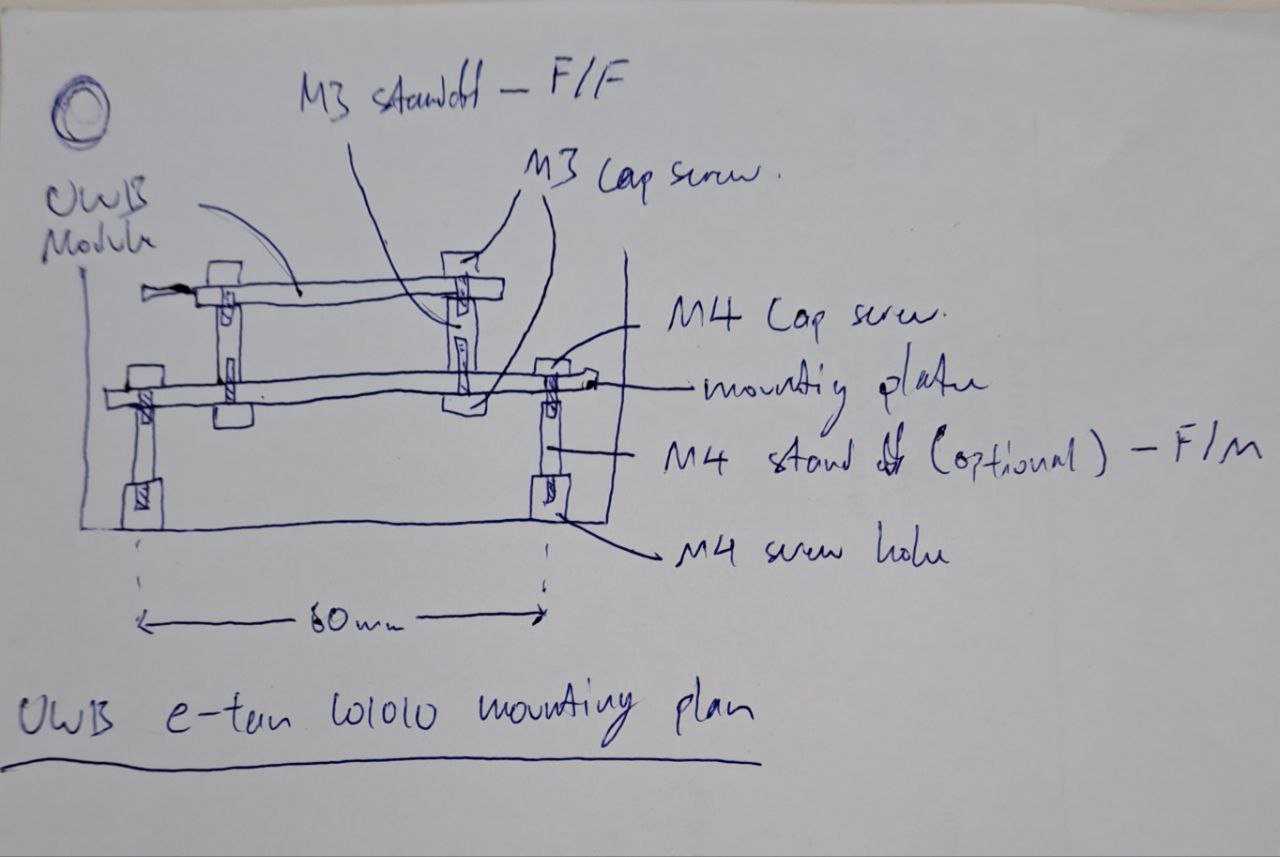 M3 standoff - F/F
M3 Cap screw.
UWB
Module
M4 Cap screw.
mounting plate
M4 stand off (optional) - F/M
M4 screw hole
60mm
UWB e-tan 101010 mounting plan